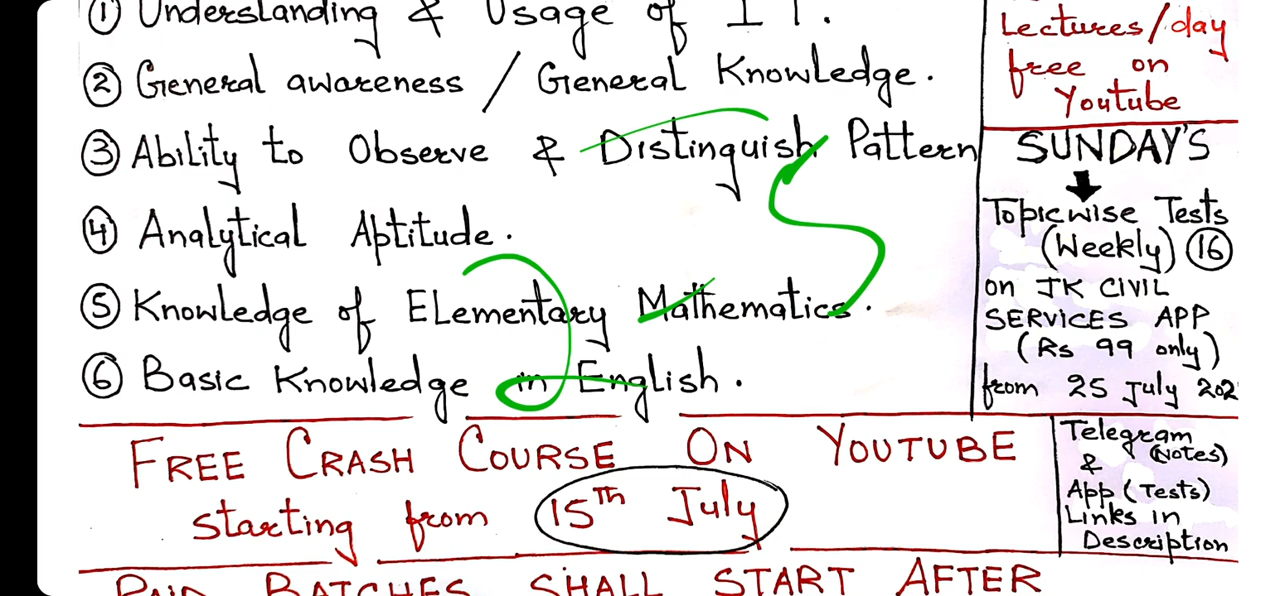 ① Understanding & Usage of I T.
② General awareness / General Knowledge.
③ Ability to Observe & Distinguish Pattern
④ Analytical Aptitude.
⑤ Knowledge of ELementary Mathematics.
⑥ Basic Knowledge in English.
Lectures/day
free on
Youtube
SUNDAY'S
Topicwise Tests
(Weekly) ⑯
on JK CIVIL
SERVICES APP
(Rs 99 only)
from 25 July 202
FREE CRASH COURSE ON YOUTUBE
starting from 15Th July
Telegram
& (Notes)
App (Tests)
Links in
Description
PAID BATCHES SHALL START AFTER